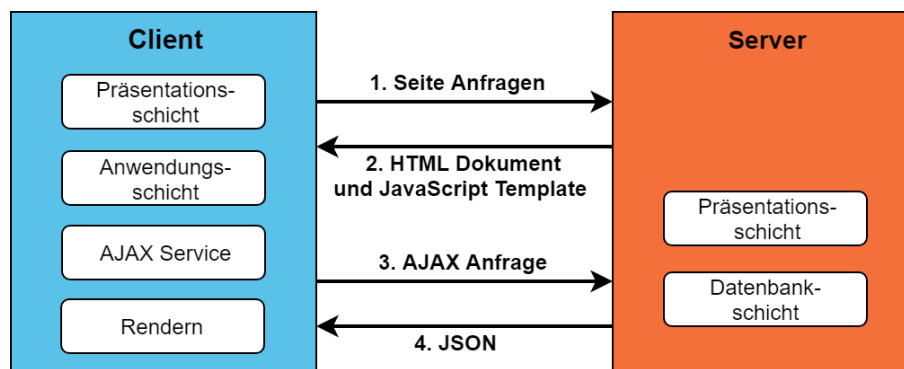 Client
Präsentations-
schicht
Anwendungs-
schicht
AJAX Service
Rendern
1. Seite Anfragen
2. HTML Dokument
und JavaScript Template
3. AJAX Anfrage
4. JSON
Server
Präsentations-
schicht
Datenbank-
schicht